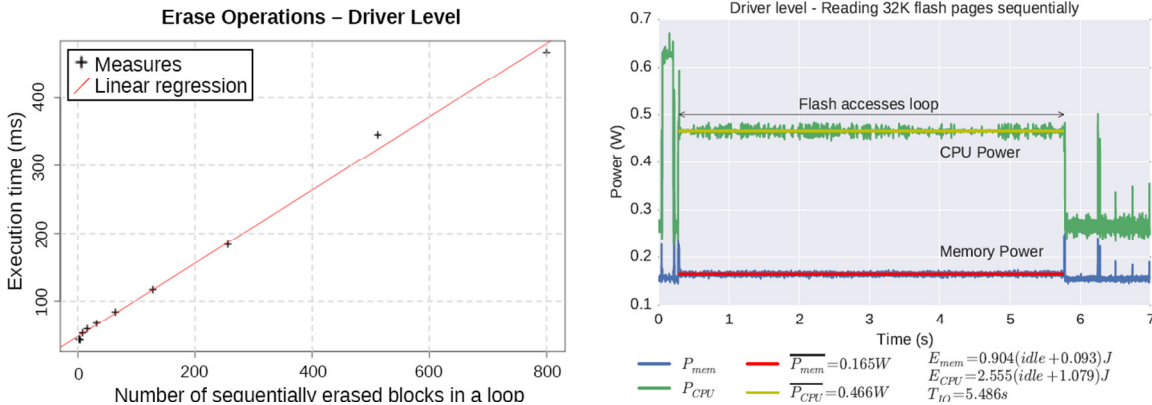 Erase Operations – Driver Level
Measures
Linear regression
Execution time (ms)
400
300
200
100
0
200
400
600
800
Number of sequentially erased blocks in a loop
Driver level - Reading 32K flash pages sequentially
0.7
0.6
0.5
0.4
0.3
0.2
0.1
Power (W)
Flash accesses loop
CPU Power
Memory Power
0
1
2
3
4
5
6
7
Time (s)
P_mem
P_CPU
P_mem=0.165W
P_CPU=0.466W
E_mem=0.904(idle+0.093)J
E_CPU=2.555(idle+1.079)J
T_IO=5.486s